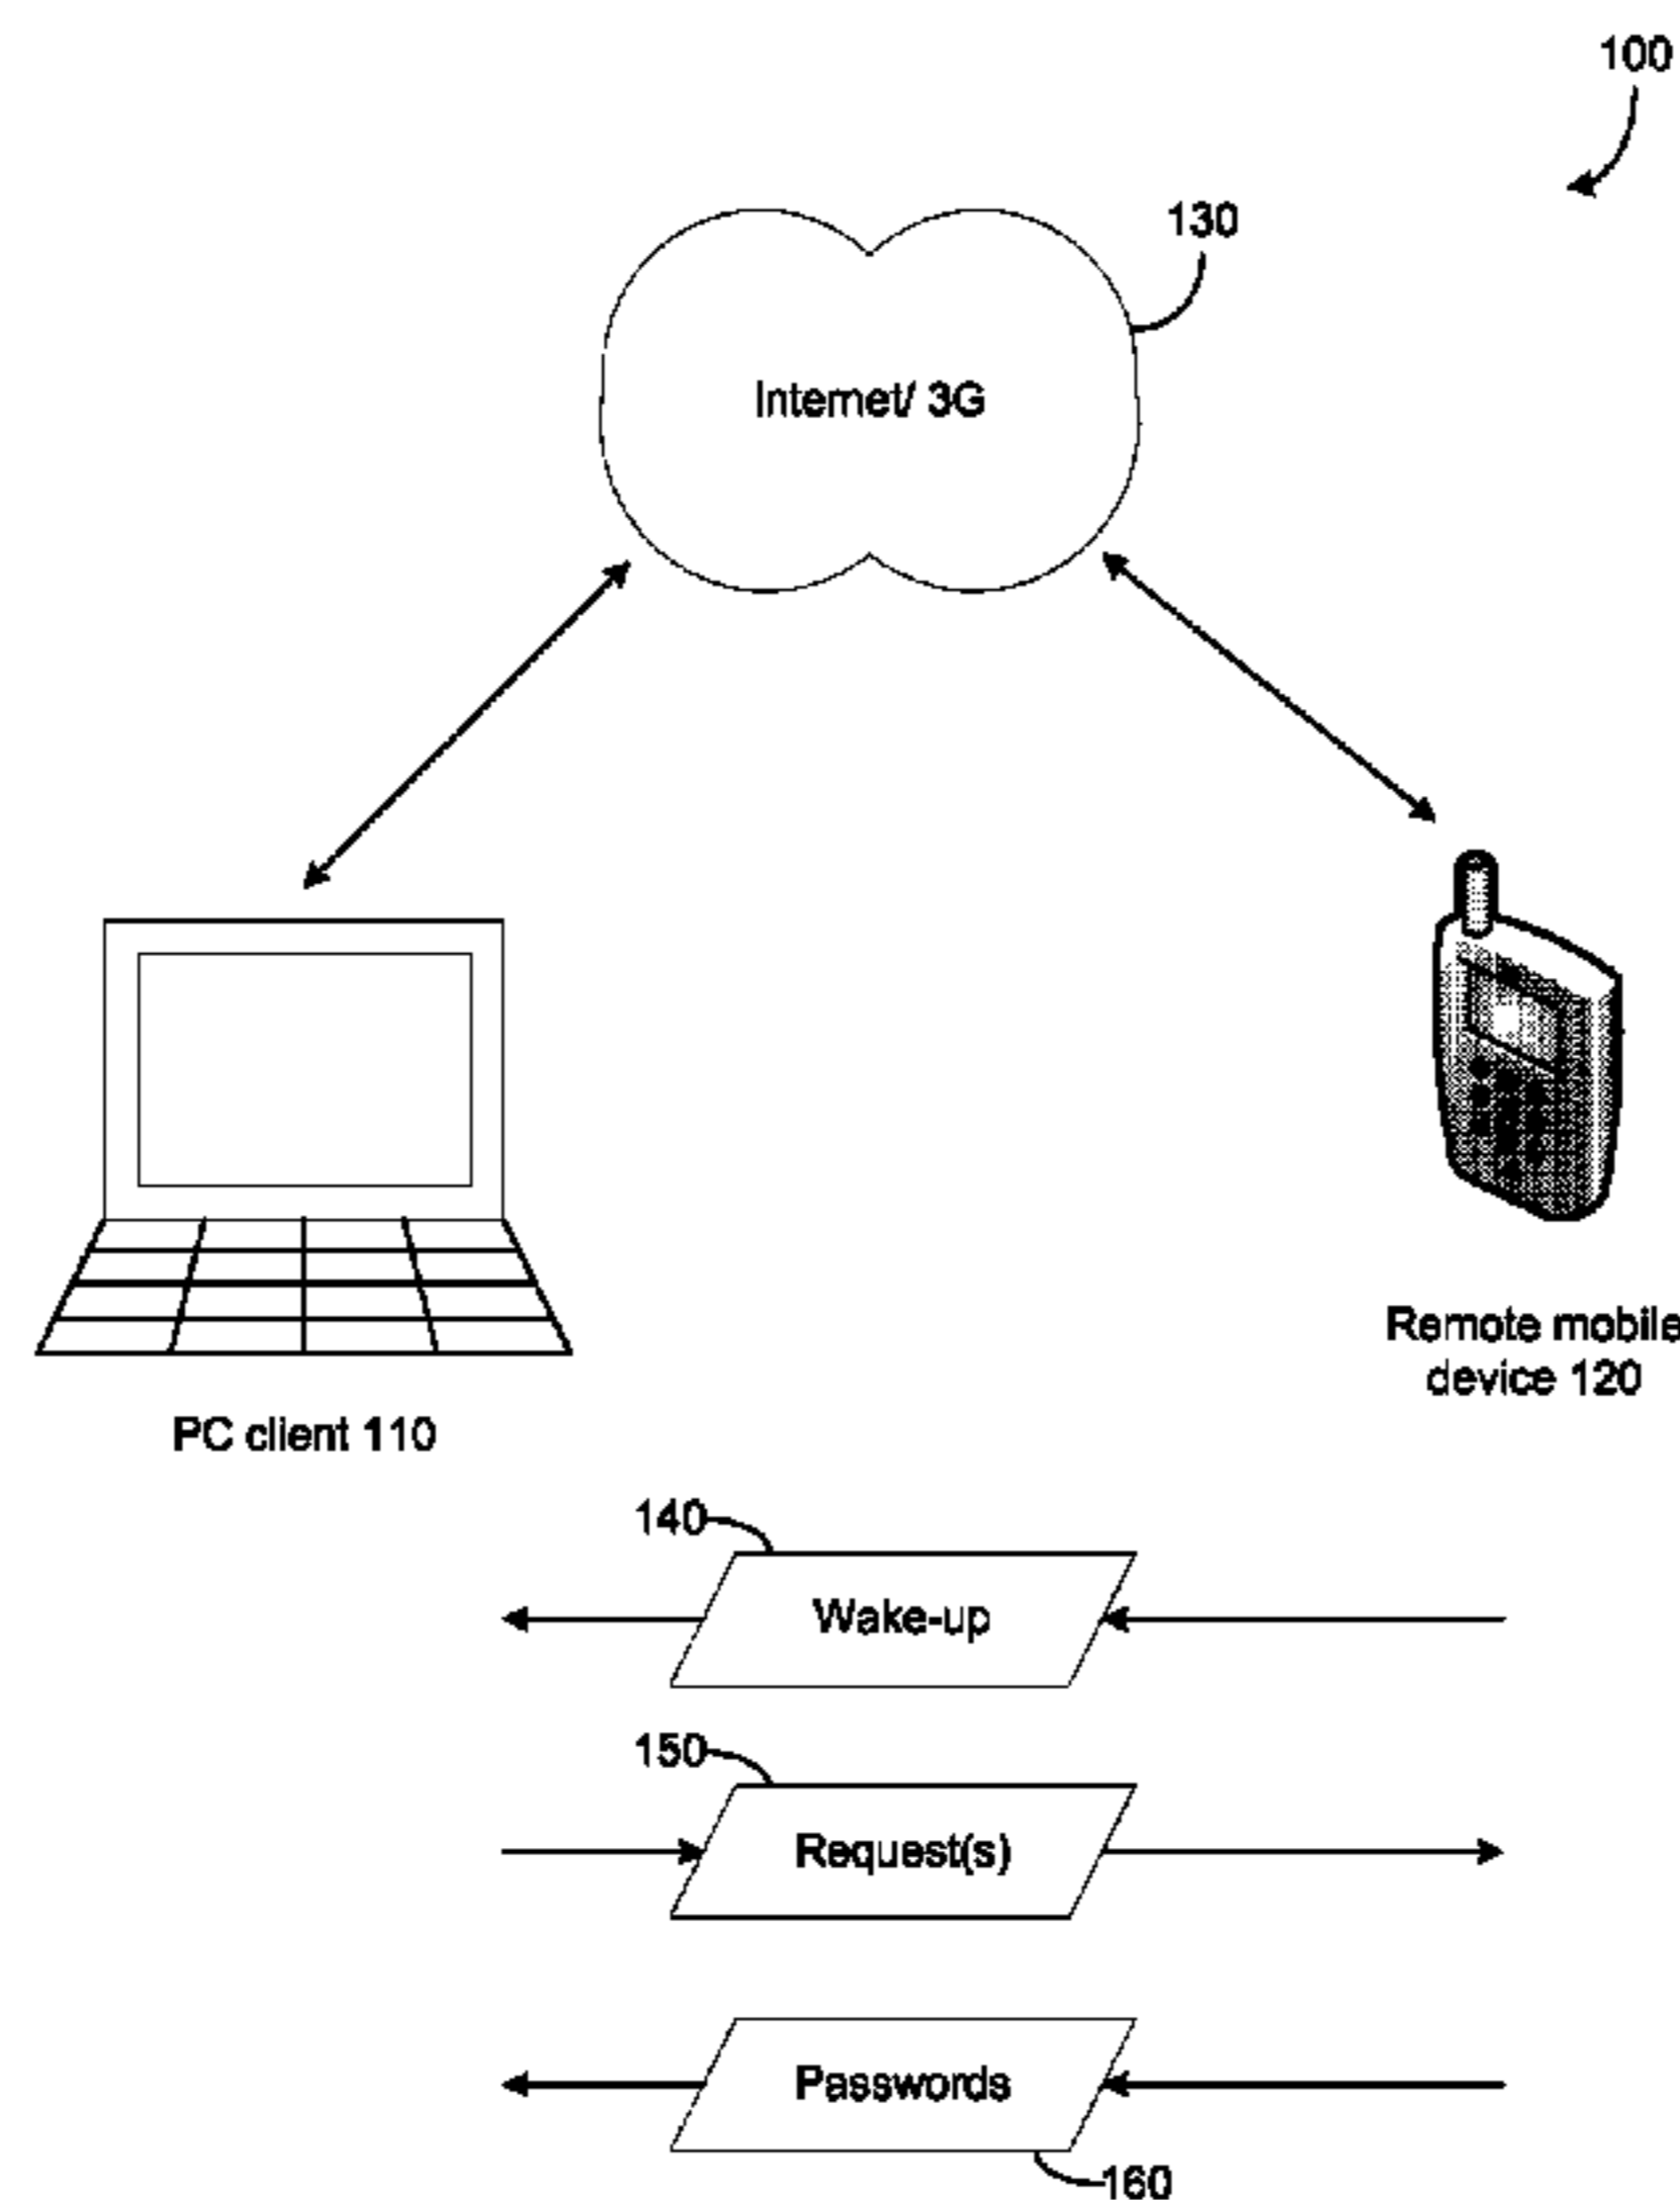 100
130
Internet/ 3G
Remote mobile
device 120
PC client 110
140
Wake-up
150
Request(s)
Passwords
160